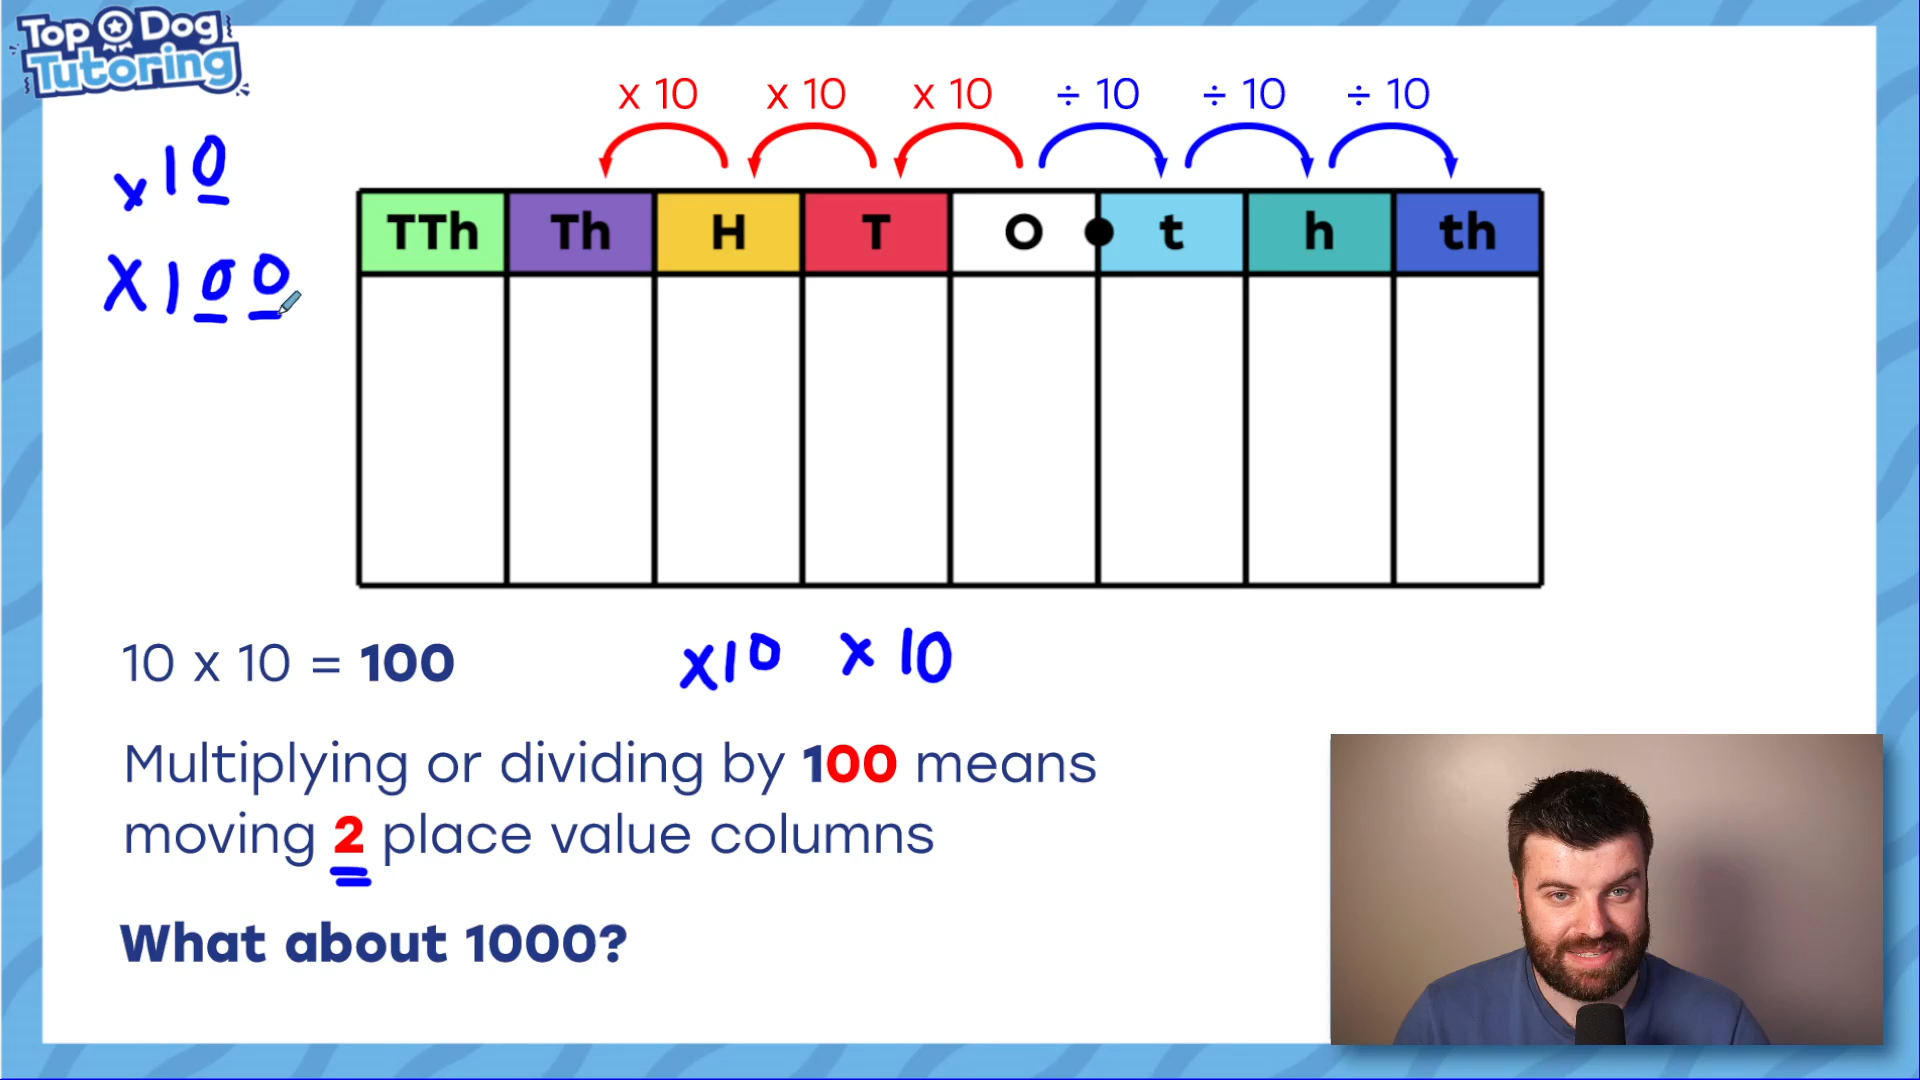 Top Dog
Tutoring
x 10 x 10 x 10 ÷ 10 ÷ 10 ÷ 10
x10
x100
TTh Th H T O t h th
10 x 10 = 100
x10 x 10
Multiplying or dividing by 100 means
moving 2 place value columns
What about 1000?